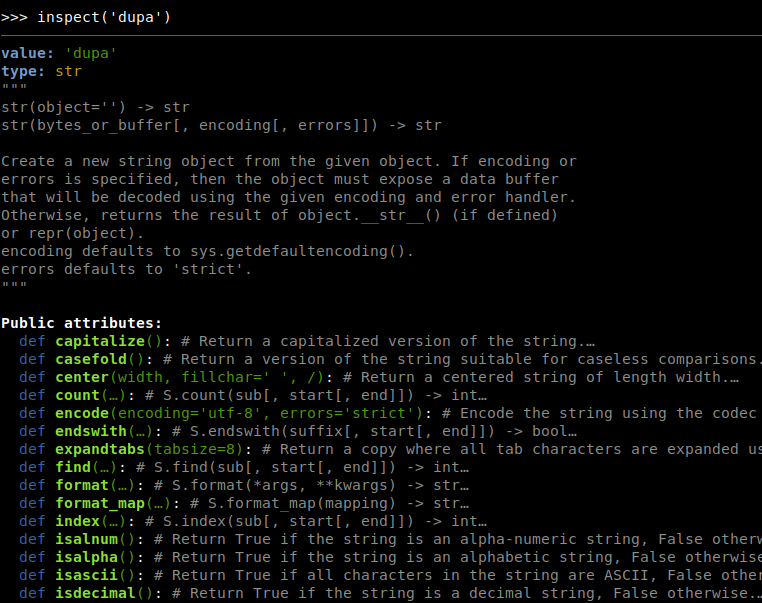 >>> inspect('dupa')
value: 'dupa'
type: str
"""
str(object='') -> str
str(bytes_or_buffer[, encoding[, errors]]) -> str
Create a new string object from the given object. If encoding or
errors is specified, then the object must expose a data buffer
that will be decoded using the given encoding and error handler.
Otherwise, returns the result of object.__str__() (if defined)
or repr(object).
encoding defaults to sys.getdefaultencoding().
errors defaults to 'strict'.
"""
Public attributes:
def capitalize(): # Return a capitalized version of the string.…
def casefold(): # Return a version of the string suitable for caseless comparisons.
def center(width, fillchar=' ', /): # Return a centered string of length width.…
def count(…): # S.count(sub[, start[, end]]) -> int…
def encode(encoding='utf-8', errors='strict'): # Encode the string using the codec
def endswith(…): # S.endswith(suffix[, start[, end]]) -> bool…
def expandtabs(tabsize=8): # Return a copy where all tab characters are expanded us
def find(…): # S.find(sub[, start[, end]]) -> int…
def format(…): # S.format(*args, **kwargs) -> str…
def format_map(…): # S.format_map(mapping) -> str…
def index(…): # S.index(sub[, start[, end]]) -> int…
def isalnum(): # Return True if the string is an alpha-numeric string, False otherw
def isalpha(): # Return True if the string is an alphabetic string, False otherwise
def isascii(): # Return True if all characters in the string are ASCII, False other
def isdecimal(): # Return True if the string is a decimal string, False otherwise.…